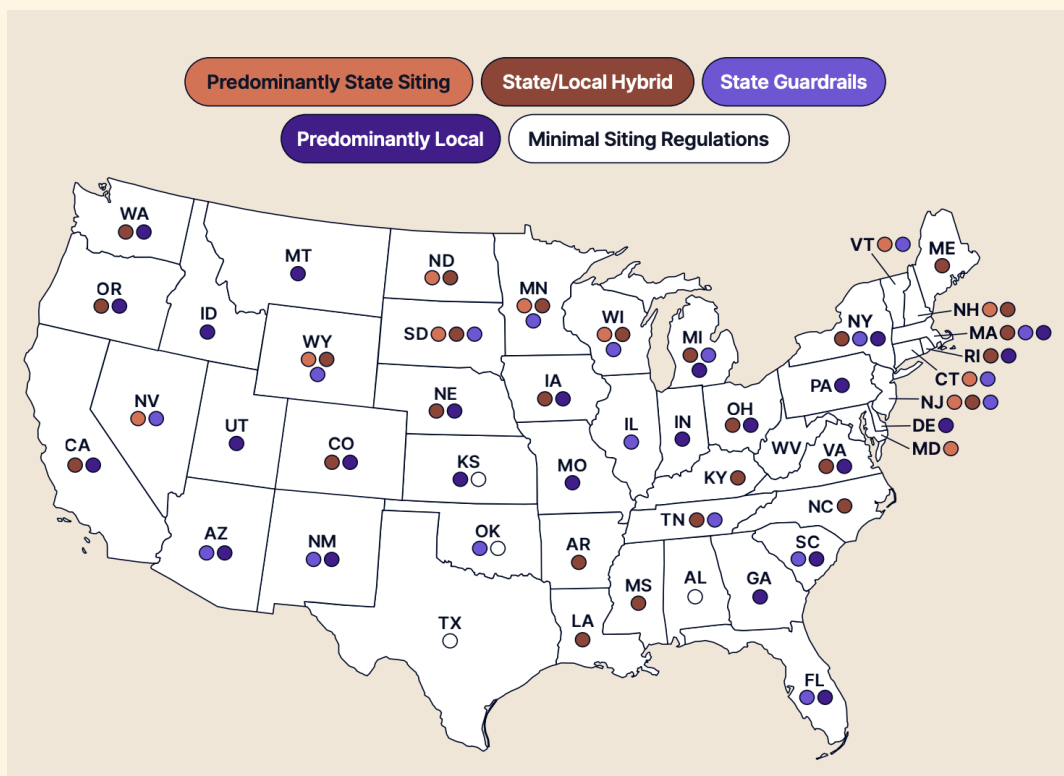 Predominantly State Siting
State/Local Hybrid
State Guardrails
Predominantly Local
Minimal Siting Regulations
WA
MT
ND
MN
VT
ME
OR
ID
WY
SD
WI
MI
NY
NH
MA
RI
CT
NJ
DE
MD
NV
UT
CO
NE
IA
IL
IN
OH
PA
WV
VA
CA
KS
MO
KY
NC
AZ
NM
OK
AR
TN
SC
MS
AL
GA
TX
LA
FL